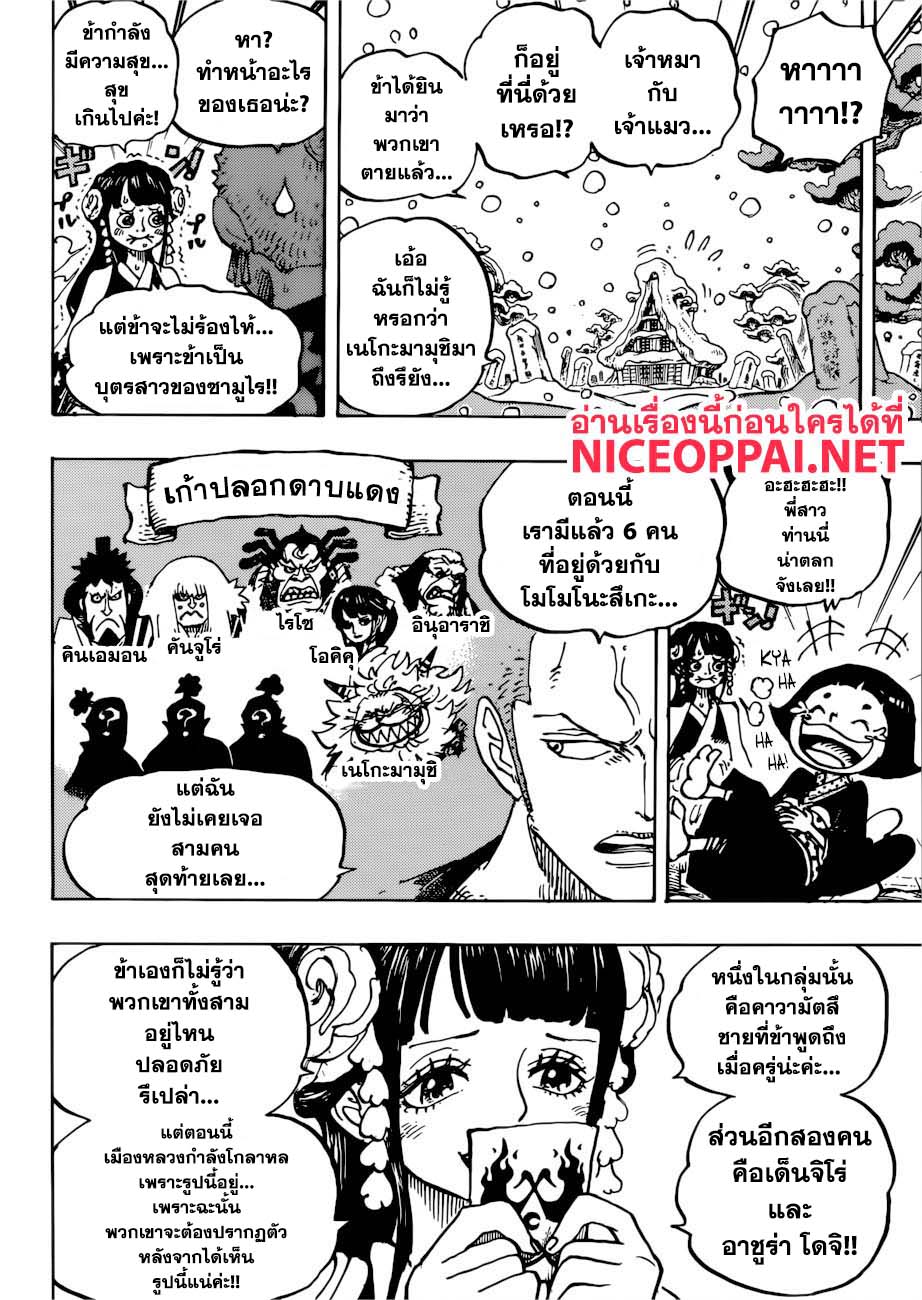 หาาาา
าาาา!?
เจ้าหมา
กับ
เจ้าแมว...
ก็อยู่
ที่นี่ด้วย
เหรอ!?
ข้าได้ยิน
มาว่า
พวกเขา
ตายแล้ว...
เอ้อ
ฉันก็ไม่รู้
หรอกว่า
เนโกะมามุชิมา
ถึงรึยัง...
หา?
ทำหน้าอะไร
ของเธอน่ะ?
ข้ากำลัง
มีความสุข...
สุข
เกินไปค่ะ!
แต่ข้าจะไม่ร้องไห้...
เพราะข้าเป็น
บุตรสาวของซามูไร!!
อ่านเรื่องนี้ก่อนใครได้ที่
NICEOPPAI.NET
อะฮะฮะฮะ!!
พี่สาว
ท่านนี่
น่าตลก
จังเลย!!
KYA
HA
HA
HA!
ตอนนี้
เรามีแล้ว 6 คน
ที่อยู่ด้วยกับ
โมโมโนะสึเกะ...
เก้าปลอกดาบแดง
คินเอมอน
คันจูโร่
ไรโซ
โอคิคุ
อินุอาราชิ
เนโกะมามุชิ
?
?
?
แต่ฉัน
ยังไม่เคยเจอ
สามคน
สุดท้ายเลย...
หนึ่งในกลุ่มนั้น
คือคาวามัตสึ
ชายที่ข้าพูดถึง
เมื่อครู่น่ะค่ะ...
ส่วนอีกสองคน
คือเด็นจิโร่
และ
อาชูร่า โดจิ!!
ข้าเองก็ไม่รู้ว่า
พวกเขาทั้งสาม
อยู่ไหน
ปลอดภัย
รึเปล่า...
แต่ตอนนี้
เมืองหลวงกำลังโกลาหล
เพราะรูปนี้อยู่...
เพราะฉะนั้น
พวกเขาจะต้องปรากฏตัว
หลังจากได้เห็น
รูปนี้แน่ค่ะ!!